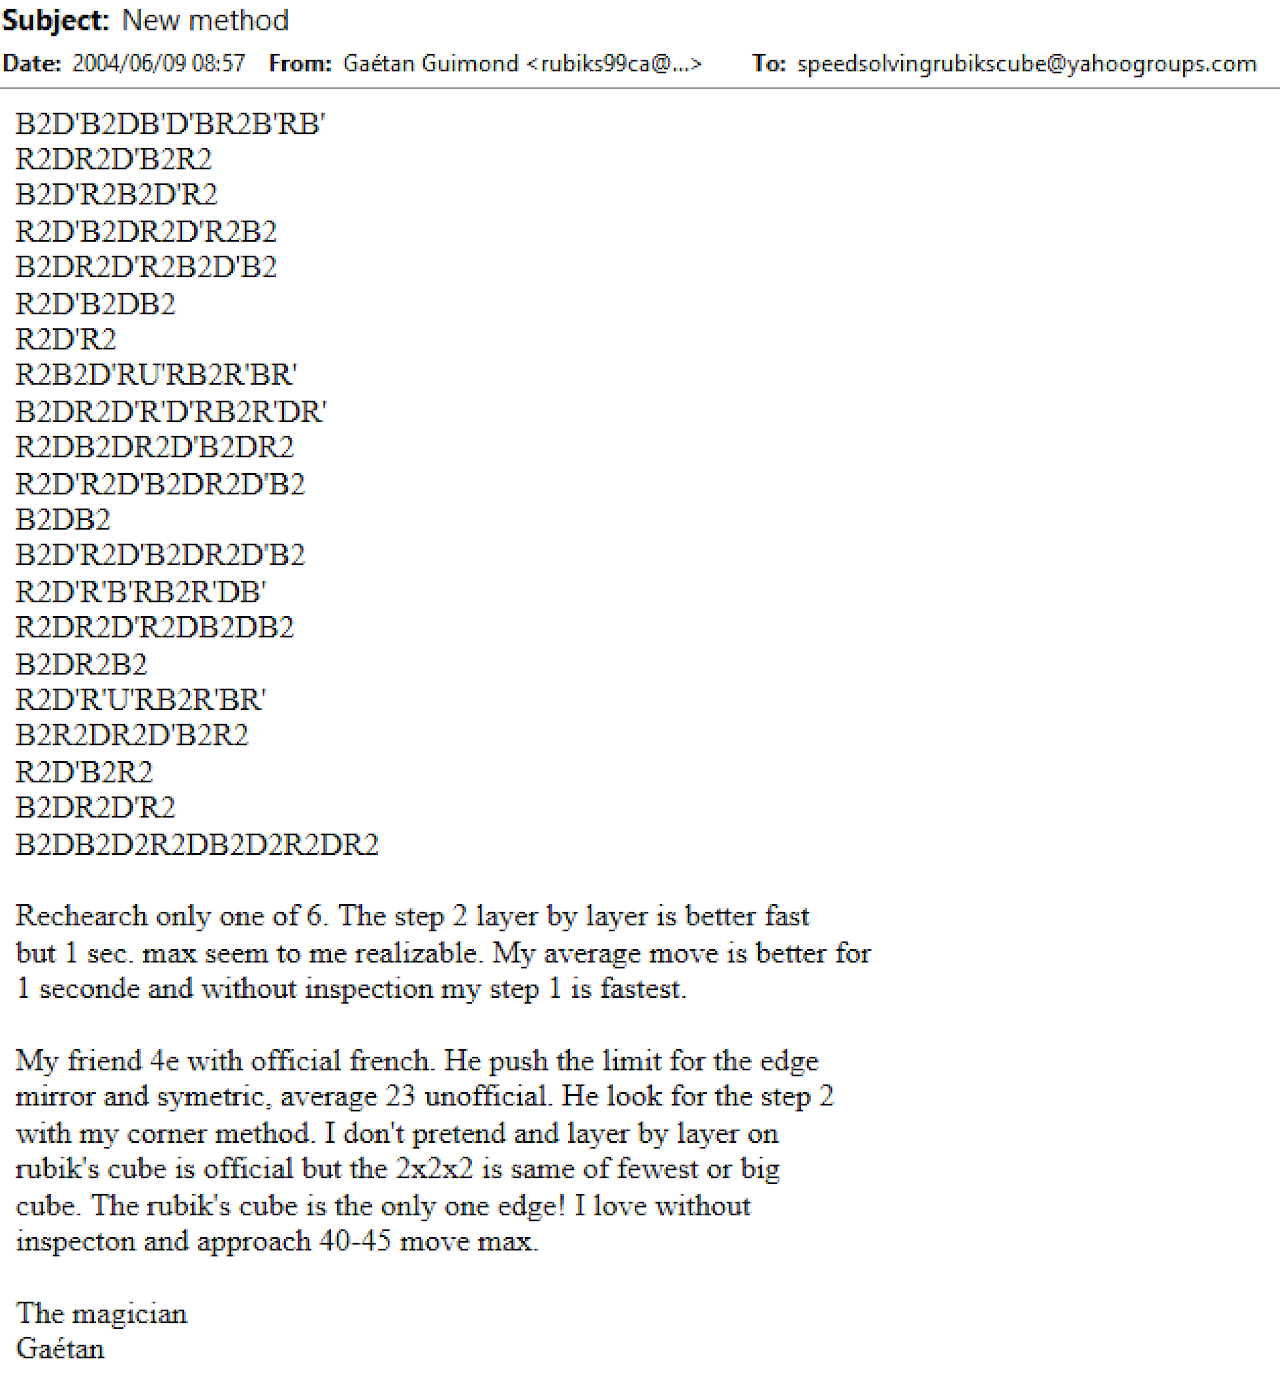 Subject: New method
Date: 2004/06/09 08:57 From: Gaétan Guimond <rubiks99ca@...> To: speedsolvingrubikscube@yahoogroups.com
B2D'B2DB'D'BR2B'RB'
R2DR2D'B2R2
B2D'R2B2D'R2
R2D'B2DR2D'R2B2
B2DR2D'R2B2D'B2
R2D'B2DB2
R2D'R2
R2B2D'RU'RB2R'BR'
B2DR2D'R'D'RB2R'DR'
R2DB2DR2D'B2DR2
R2D'R2D'B2DR2D'B2
B2DB2
B2D'R2D'B2DR2D'B2
R2D'R'B'RB2R'DB'
R2DR2D'R2DB2DB2
B2DR2B2
R2D'R'U'RB2R'BR'
B2R2DR2D'B2R2
R2D'B2R2
B2DR2D'R2
B2DB2D2R2DB2D2R2DR2
Rechearch only one of 6. The step 2 layer by layer is better fast
but 1 sec. max seem to me realizable. My average move is better for
1 seconde and without inspection my step 1 is fastest.
My friend 4e with official french. He push the limit for the edge
mirror and symetric, average 23 unofficial. He look for the step 2
with my corner method. I don't pretend and layer by layer on
rubik's cube is official but the 2x2x2 is same of fewest or big
cube. The rubik's cube is the only one edge! I love without
inspecton and approach 40-45 move max.
The magician
Gaétan